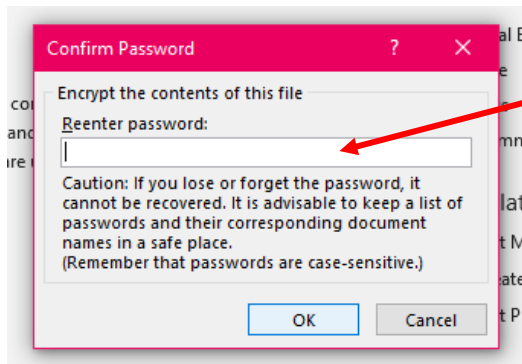 Confirm Password ? ×
Encrypt the contents of this file
Reenter password:
Caution: If you lose or forget the password, it
cannot be recovered. It is advisable to keep a list of
passwords and their corresponding document
names in a safe place.
(Remember that passwords are case-sensitive.)
OK Cancel